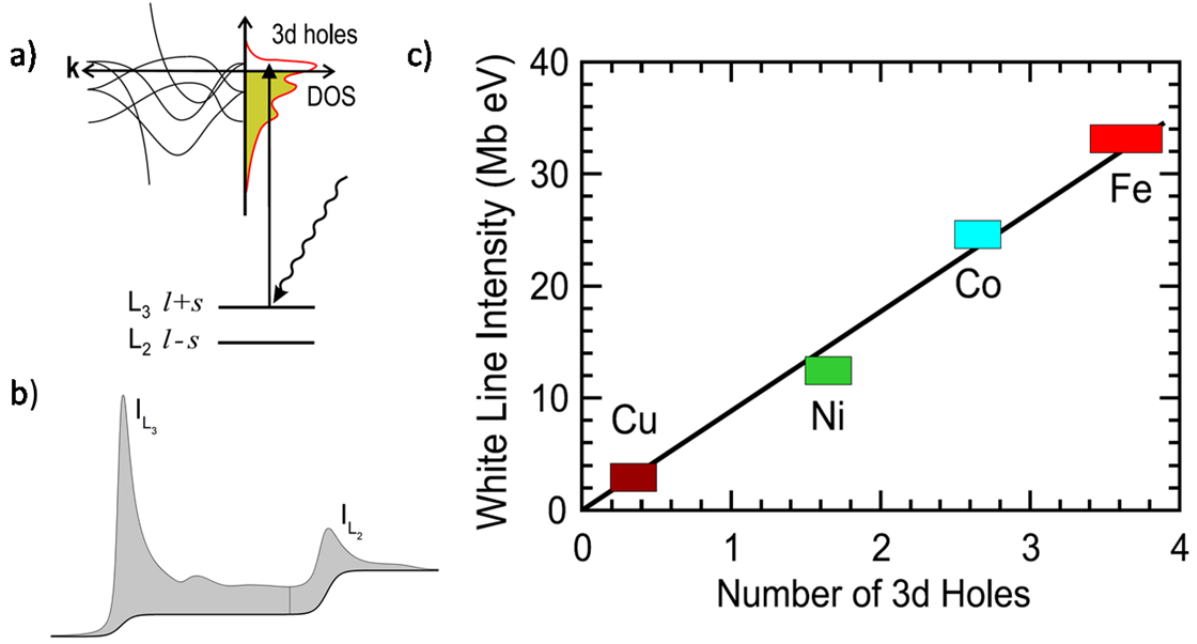 a)
3d holes
k
DOS
L3 l+s
L2 l-s
b)
IL3
IL2
c)
White Line Intensity (Mb eV)
40
30
20
10
0
Fe
Co
Cu
Ni
0 1 2 3 4
Number of 3d Holes